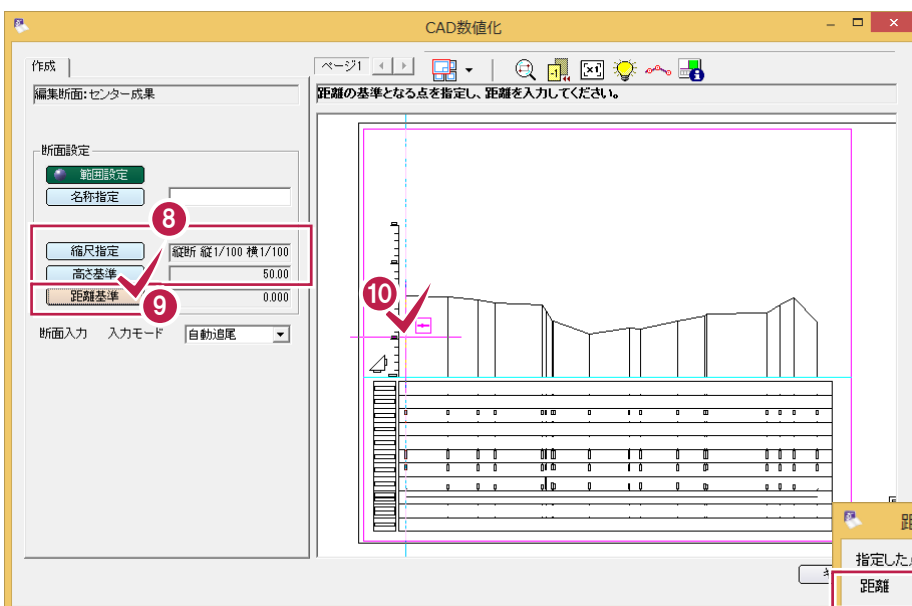 CAD数値化
作成
ページ1
編集断面:センター成果
距離の基準となる点を指定し、距離を入力してください。
断面設定
範囲設定
名称指定
8
縮尺指定
縦断 縦1/100 横1/100
高さ基準
50.00
距離基準
0.000
9
10
断面入力 入力モード 自動追尾
指定した
距離